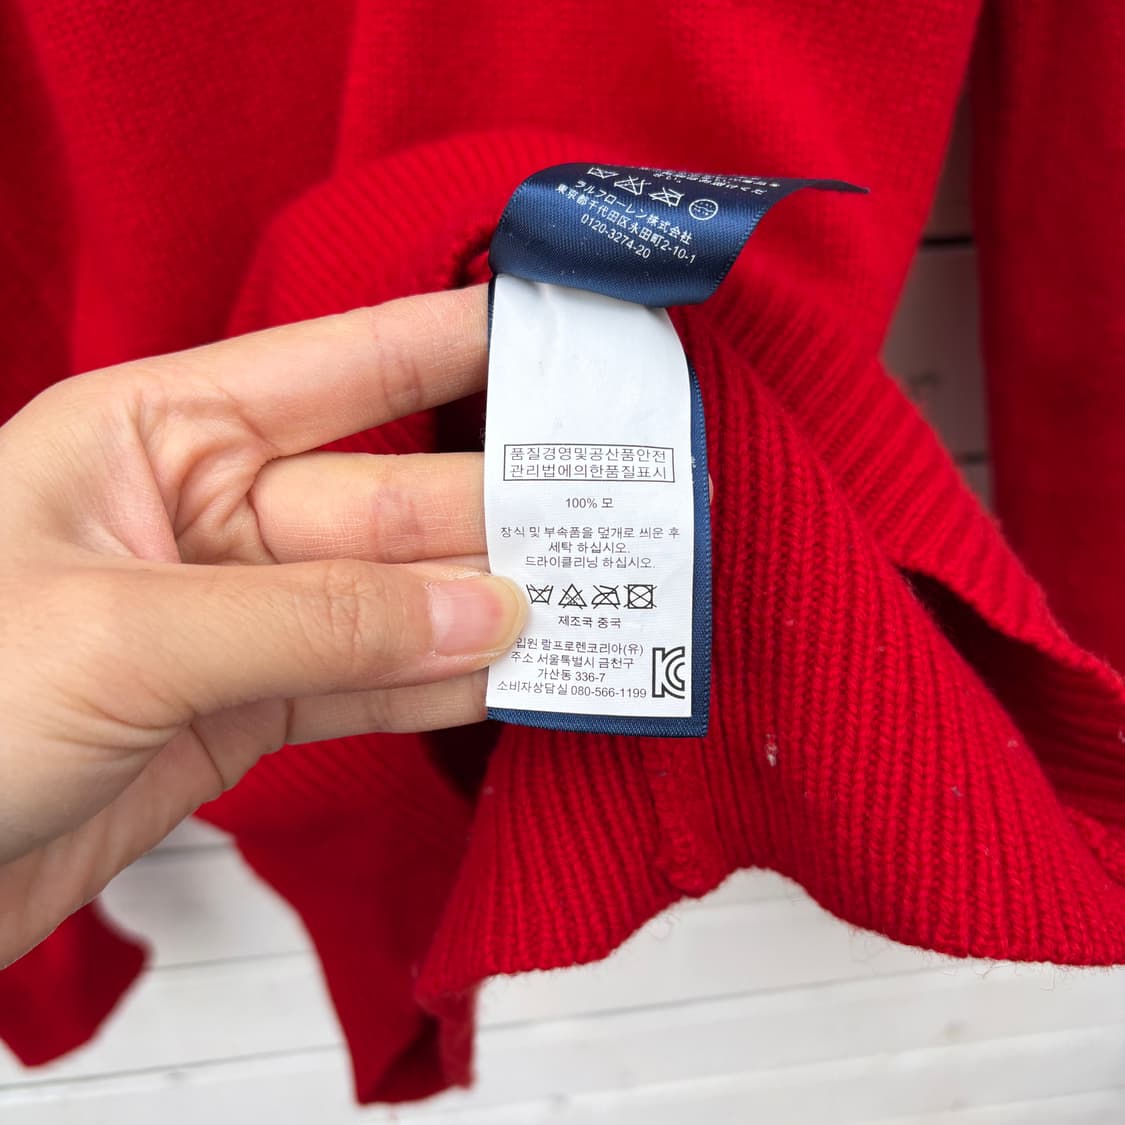 ラルフローレン株式会社
東京都千代田区永田町2-10-1
0120-3274-20
품질경영및공산품안전
관리법에의한품질표시
100% 모
장식 및 부속품을 덮개로 씌운 후
세탁 하십시오.
드라이클리닝 하십시오.
제조국 중국
입원 랄프로렌코리아(유)
주소 서울특별시 금천구
가산동 336-7
소비자상담실 080-566-1199